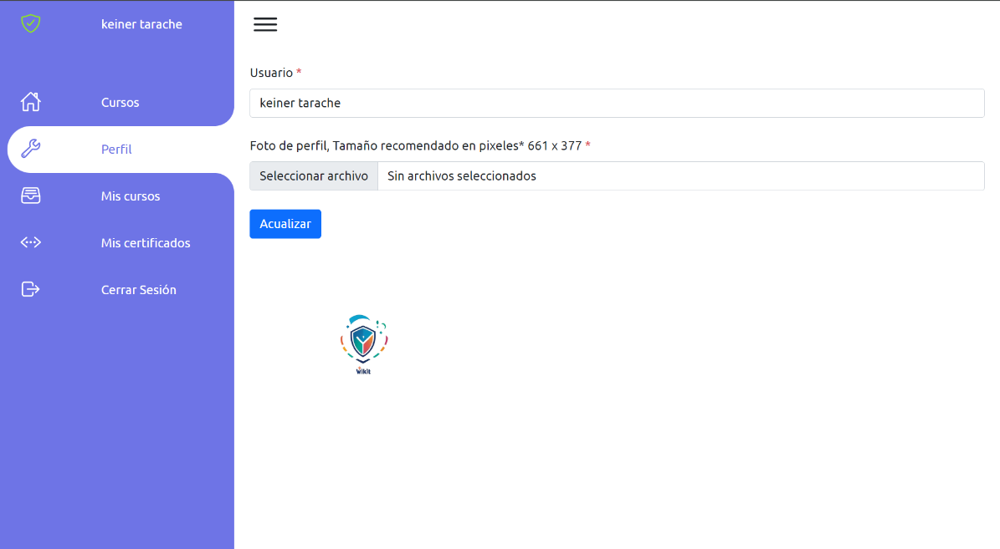 keiner tarache
Cursos
Perfil
Mis cursos
Mis certificados
Cerrar Sesión
Usuario *
keiner tarache
Foto de perfil, Tamaño recomendado en pixeles* 661 x 377 *
Seleccionar archivo Sin archivos seleccionados
Acualizar
wikit